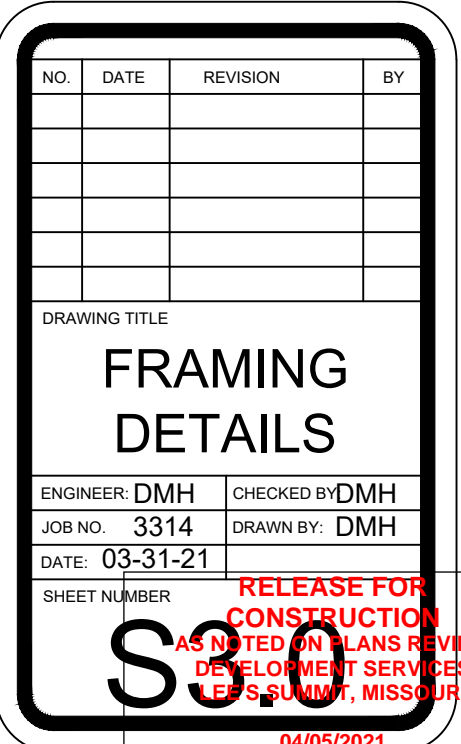 NO. DATE REVISION BY
DRAWING TITLE
FRAMING
DETAILS
ENGINEER: DMH CHECKED BY: DMH
JOB NO. 3314 DRAWN BY: DMH
DATE: 03-31-21
SHEET NUMBER
S3.0
RELEASE FOR
CONSTRUCTION
AS NOTED ON PLANS
DEVELOPMENT SERVICES
LEE'S SUMMIT, MISSOUR
04/05/2021